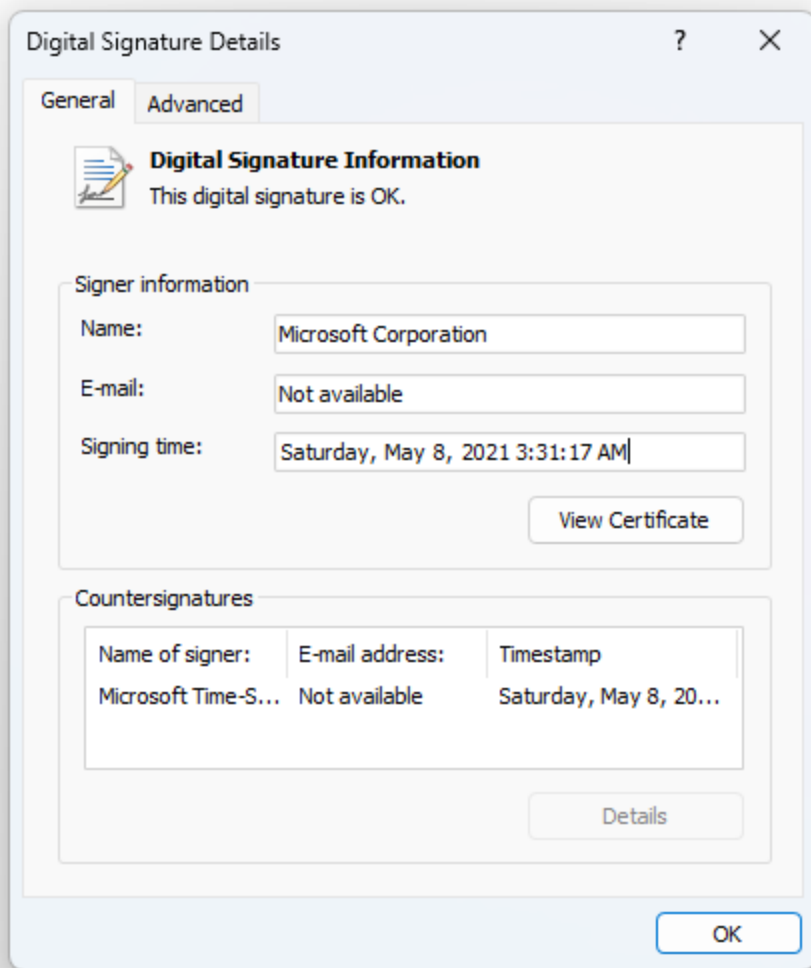 Digital Signature Details ?
General Advanced
Digital Signature Information
This digital signature is OK.
Signer information
Name: Microsoft Corporation
E-mail: Not available
Signing time: Saturday, May 8, 2021 3:31:17 AM
View Certificate
Countersignatures
Name of signer: E-mail address: Timestamp
Microsoft Time-S... Not available Saturday, May 8, 20...
Details
OK